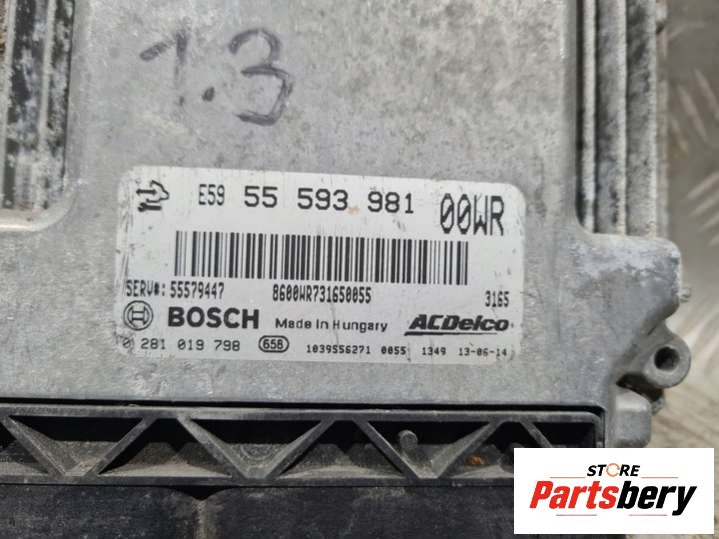 1.3
E59 55 593 981 00WR
SERV#: 55579447 8600WR731650055 3165
BOSCH Made in Hungary ACDelco
0 281 019 798 658 1039S56271 0055 1349 13-06-14
STORE
Partsbery